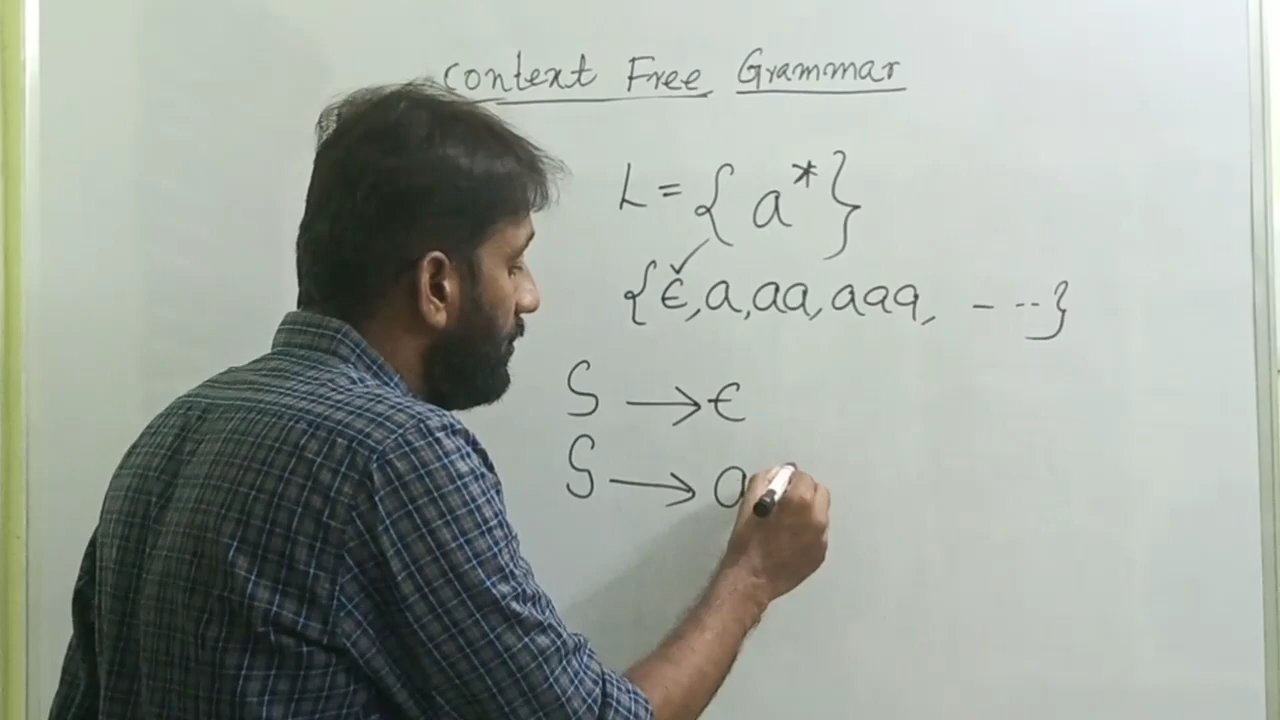 Context Free Grammar
L = { a* }
{ ϵ, a, aa, aaa, - --- }
S → ϵ
S → a